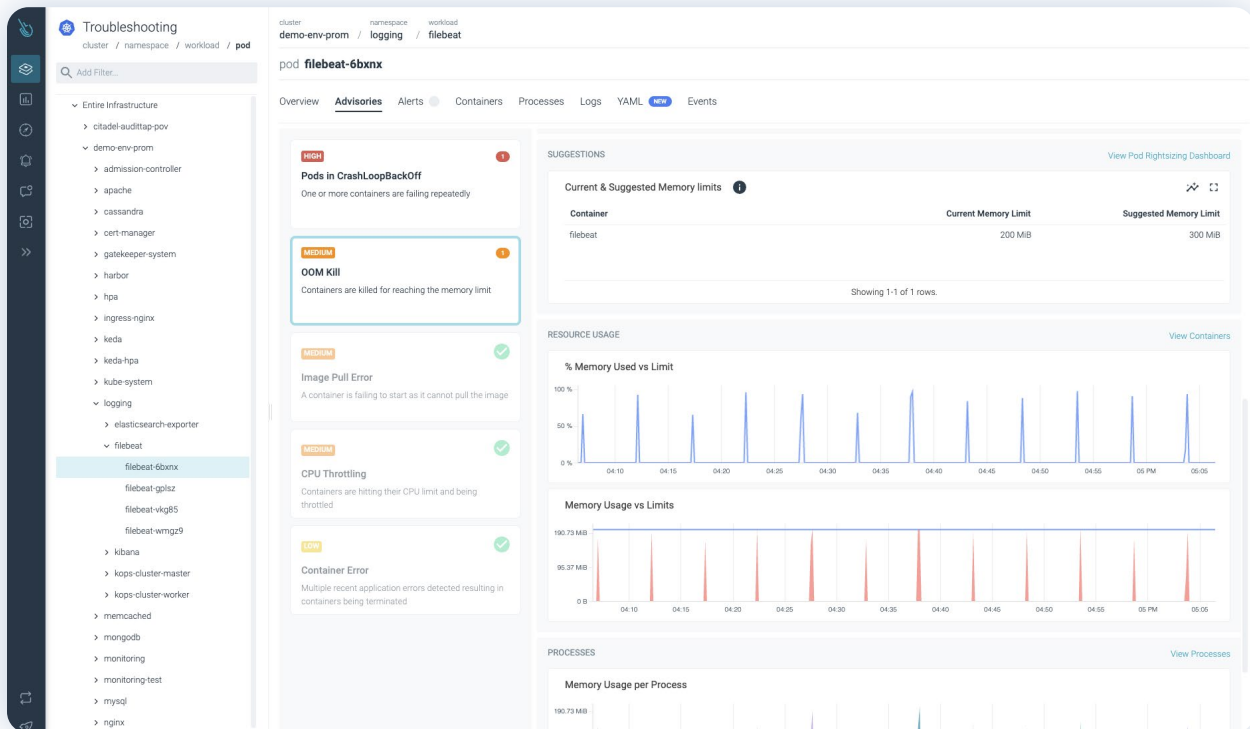 Troubleshooting
cluster / namespace / workload / pod
Add Filter...
Entire Infrastructure
citadel-audittap-pov
demo-env-prom
admission-controller
apache
cassandra
cert-manager
gatekeeper-system
harbor
hpa
ingress-nginx
keda
keda-hpa
kube-system
logging
elasticsearch-exporter
filebeat
filebeat-6bxnx
filebeat-gplsz
filebeat-vkg85
filebeat-wmgz9
kibana
kops-cluster-master
kops-cluster-worker
memcached
mongodb
monitoring
monitoring-test
mysql
nginx
cluster namespace workload
demo-env-prom / logging / filebeat
pod filebeat-6bxnx
Overview Advisories Alerts Containers Processes Logs YAML NEW Events
HIGH 1
Pods in CrashLoopBackOff
One or more containers are failing repeatedly
MEDIUM 1
OOM Kill
Containers are killed for reaching the memory limit
MEDIUM
Image Pull Error
A container is failing to start as it cannot pull the image
MEDIUM
CPU Throttling
Containers are hitting their CPU limit and being
throttled
LOW
Container Error
Multiple recent application errors detected resulting in
containers being terminated
SUGGESTIONS View Pod Rightsizing Dashboard
Current & Suggested Memory limits i
Container Current Memory Limit Suggested Memory Limit
filebeat 200 MiB 300 MiB
Showing 1-1 of 1 rows.
RESOURCE USAGE View Containers
% Memory Used vs Limit
100 %
50 %
0 %
04:10 04:15 04:20 04:25 04:30 04:35 04:40 04:45 04:50 04:55 05 PM 05:05
Memory Usage vs Limits
190.73 MiB
95.37 MiB
0 B
04:10 04:15 04:20 04:25 04:30 04:35 04:40 04:45 04:50 04:55 05 PM 05:05
PROCESSES View Processes
Memory Usage per Process
190.73 MiB